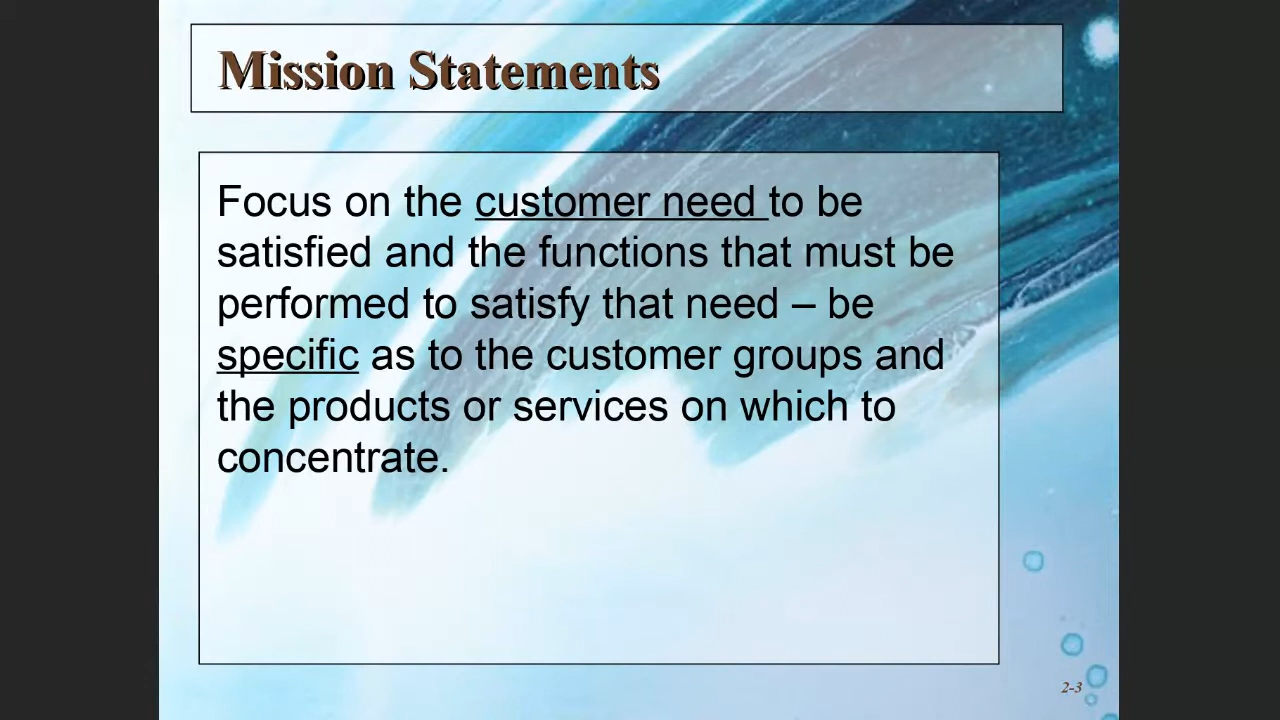 Mission Statements
Focus on the customer need to be
satisfied and the functions that must be
performed to satisfy that need – be
specific as to the customer groups and
the products or services on which to
concentrate.
2-3